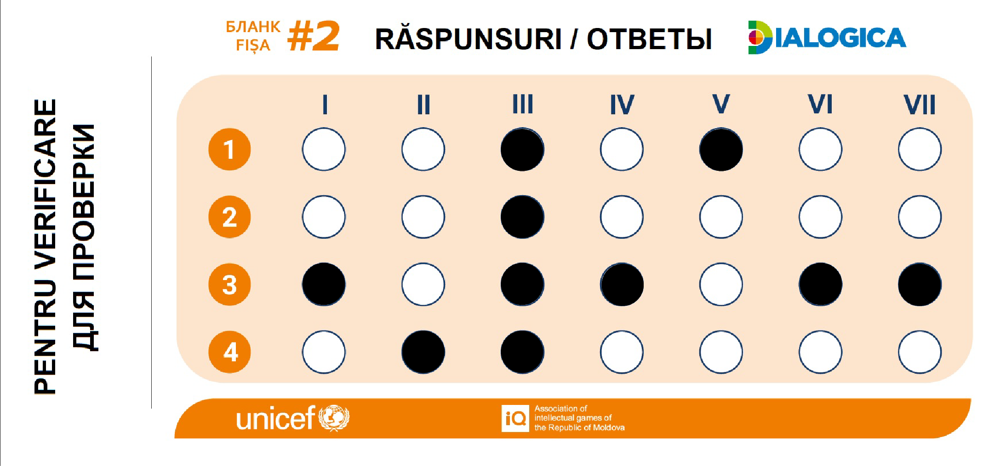 БЛАНК
FIȘA
#2
RĂSPUNSURI / ОТВЕТЫ
DIALOGICA
PENTRU VERIFICARE
ДЛЯ ПРОВЕРКИ
I II III IV V VI VII
1
2
3
4
unicef
iQ
Association of
intellectual games of
the Republic of Moldova